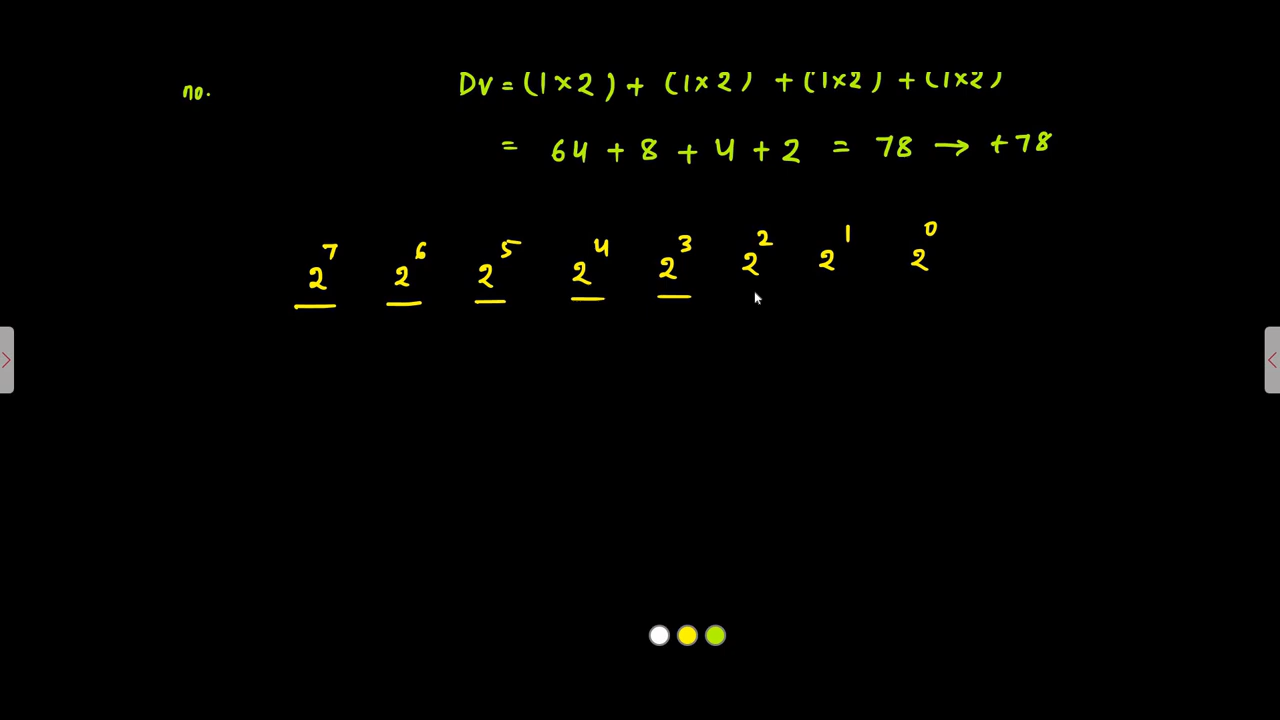 no. Dv = (1×2) + (1×2) + (1×2) + (1×2)
= 64 + 8 + 4 + 2 = 78 → +78
2⁷ 2⁶ 2⁵ 2⁴ 2³ 2² 2¹ 2⁰